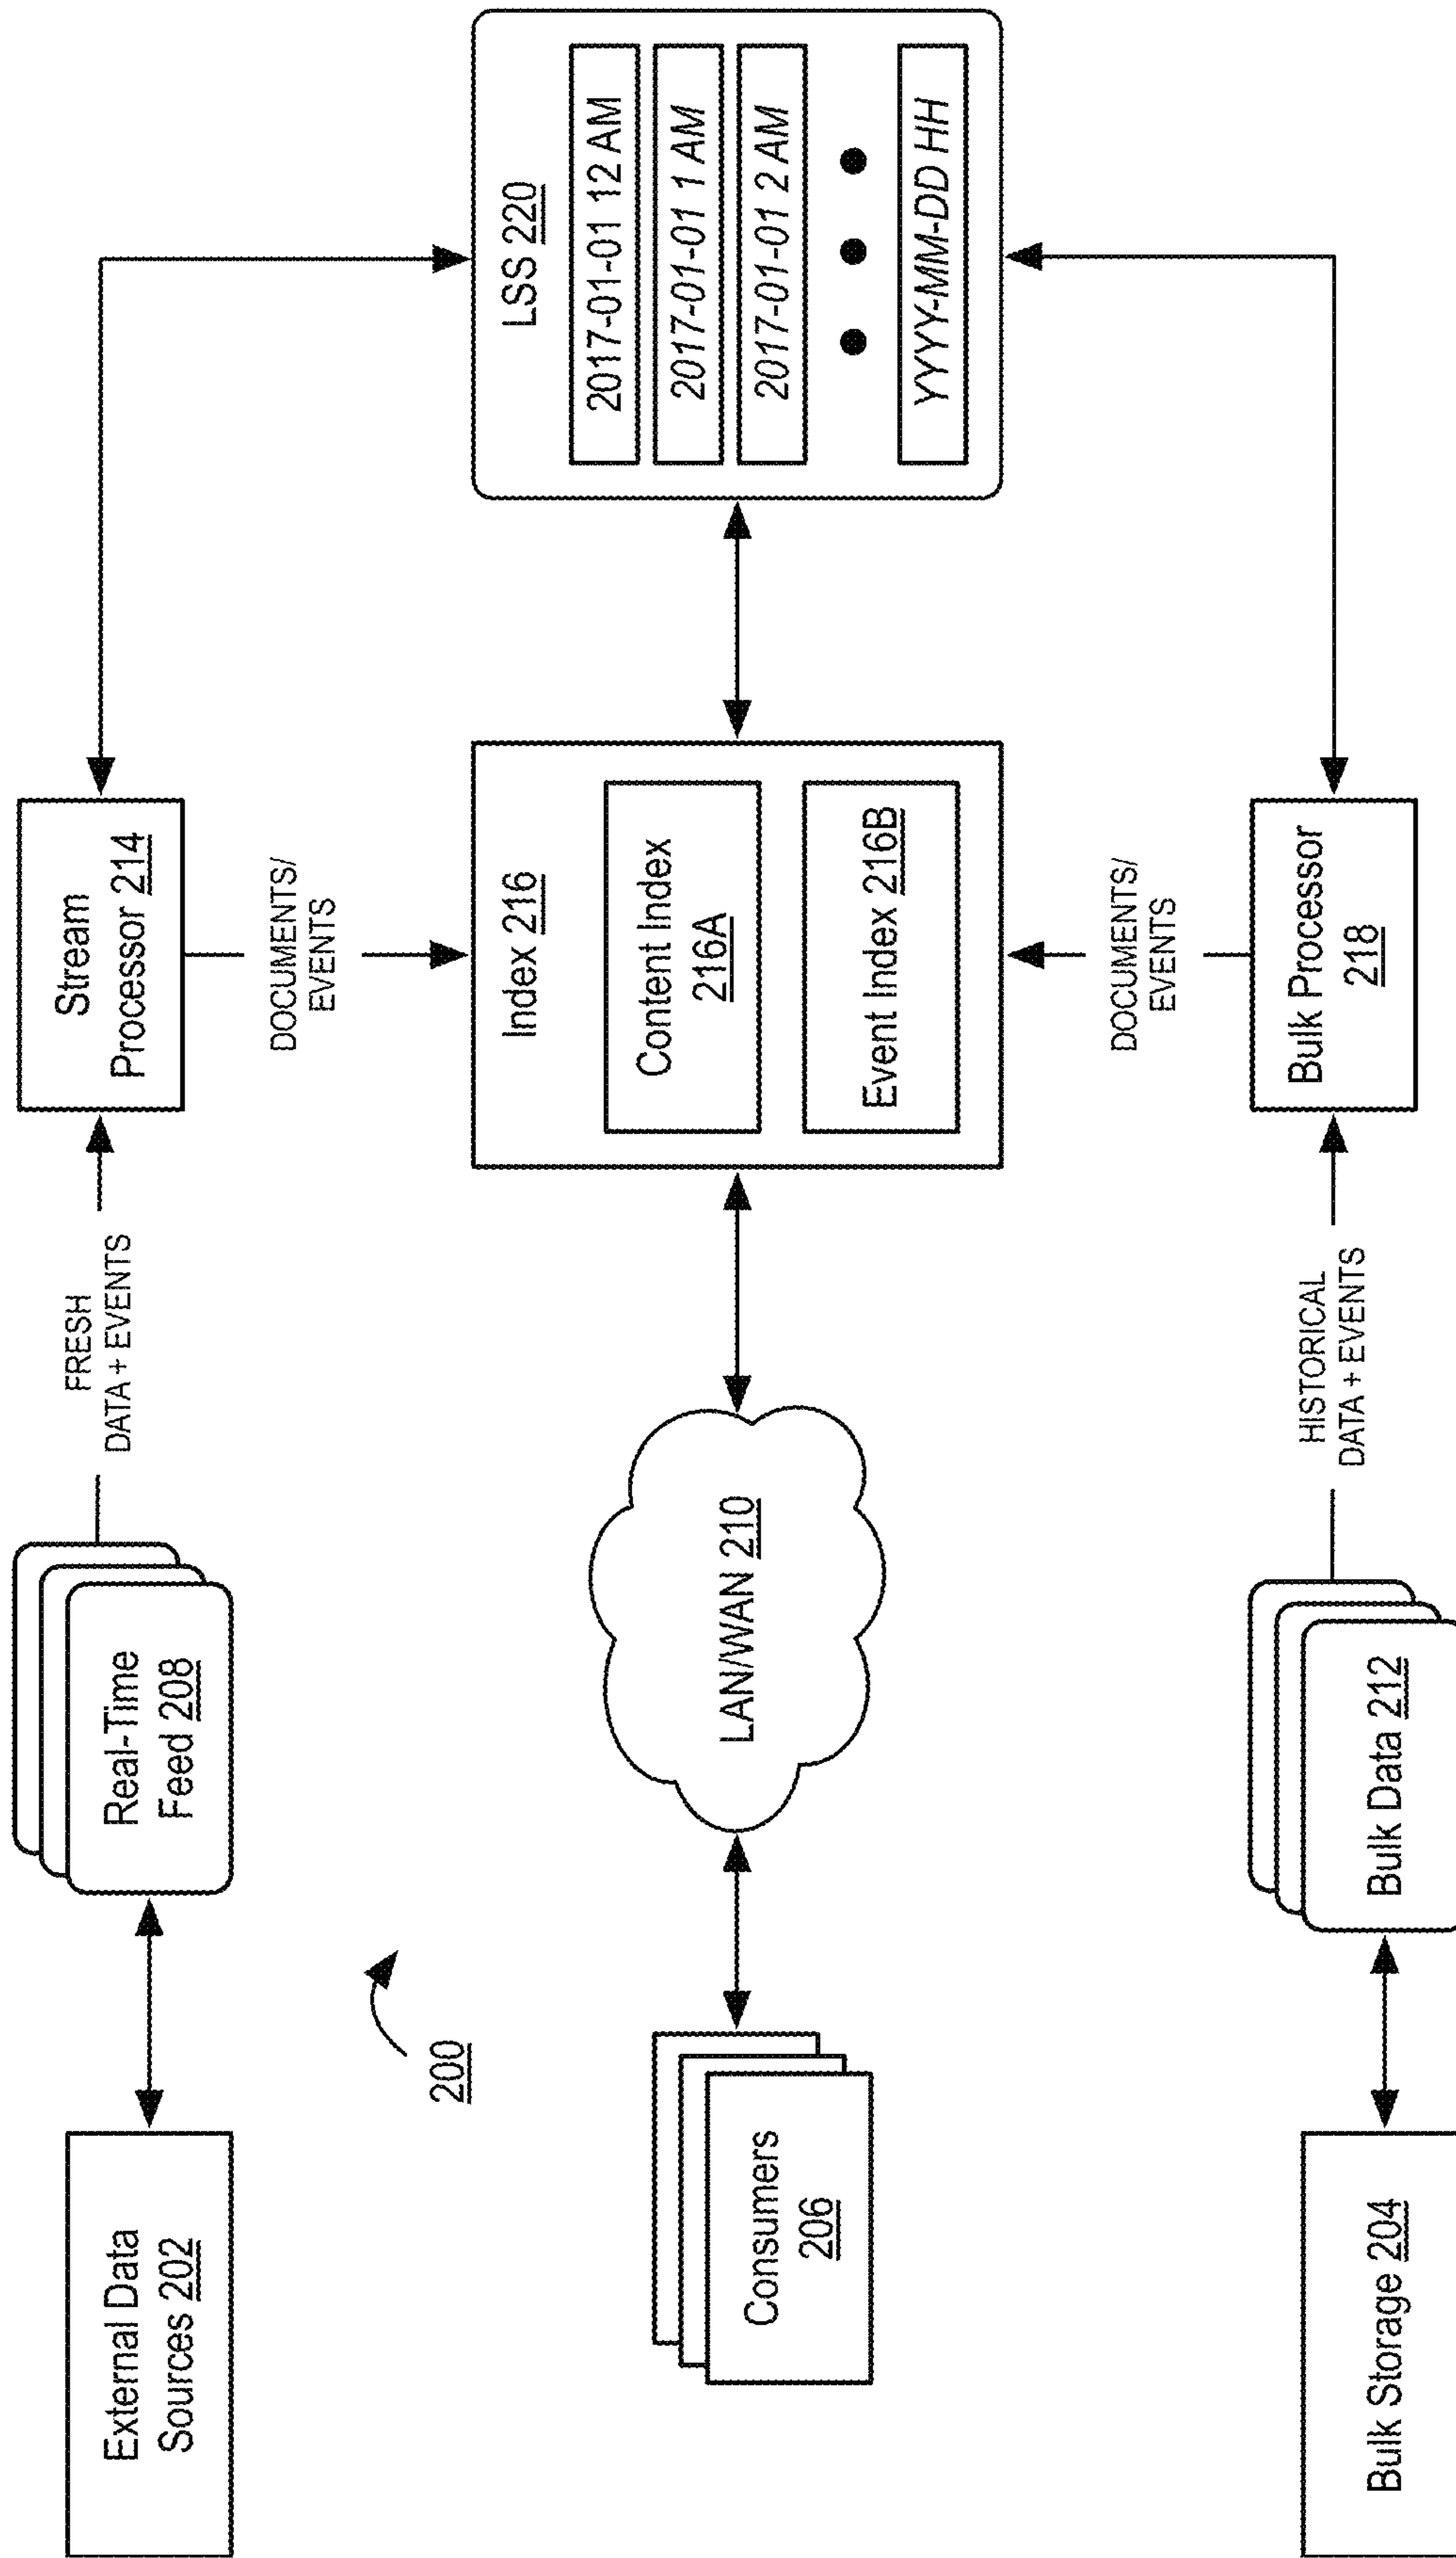 External Data
Sources 202
Real-Time
Feed 208
FRESH
DATA + EVENTS
Stream
Processor 214
DOCUMENTS/
EVENTS
200
Consumers
206
LAN/WAN 210
Index 216
Content Index
216A
Event Index 216B
LSS 220
2017-01-01 12 AM
2017-01-01 1 AM
2017-01-01 2 AM
YYYY-MM-DD HH
DOCUMENTS/
EVENTS
Bulk Storage 204
Bulk Data 212
HISTORICAL
DATA + EVENTS
Bulk Processor
218